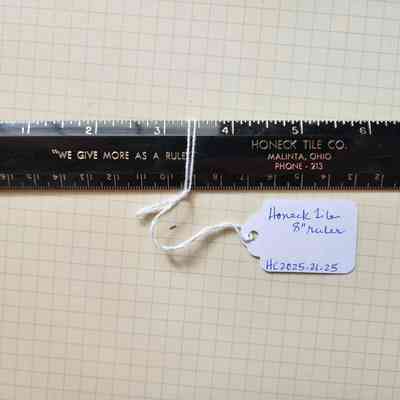 1 2 3 4 5 6
"WE GIVE MORE AS A RULE"
HONECK TILE CO.
MALINTA, OHIO
PHONE - 213
Honeck Tile
8" ruler
HC2025-21-25